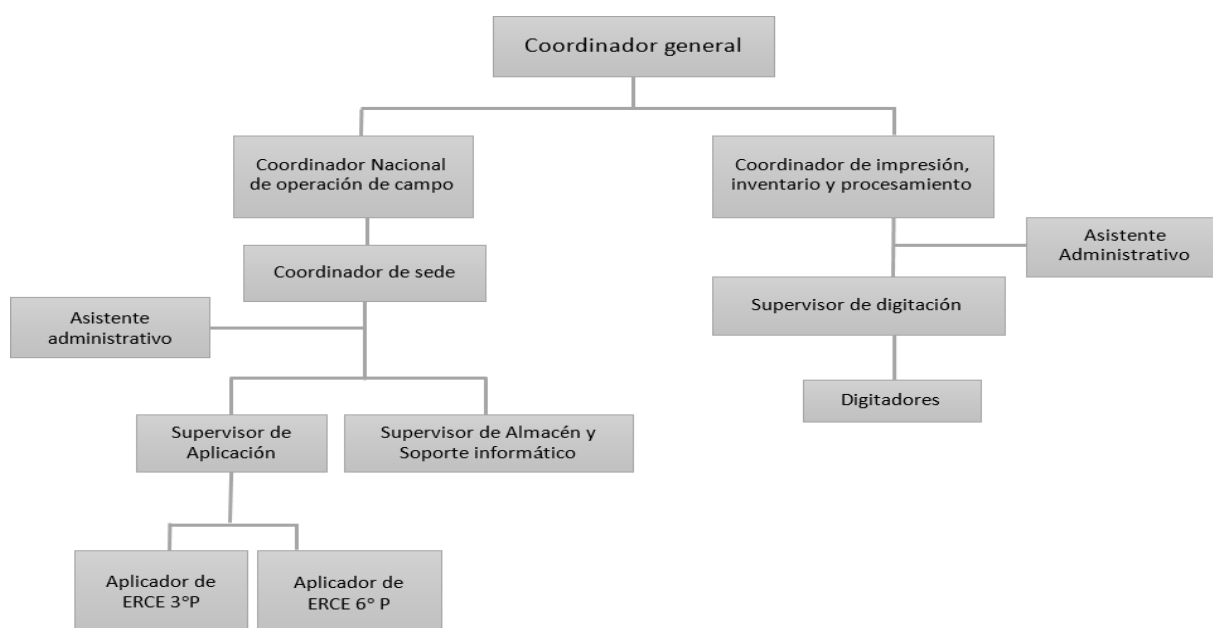 Coordinador general
Coordinador Nacional
de operación de campo
Coordinador de impresión,
inventario y procesamiento
Coordinador de sede
Asistente
Administrativo
Asistente
administrativo
Supervisor de digitación
Digitadores
Supervisor de
Aplicación
Supervisor de Almacén y
Soporte informático
Aplicador de
ERCE 3°P
Aplicador de
ERCE 6° P